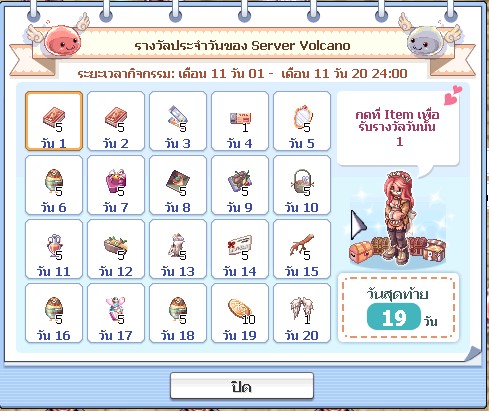 รางวัลประจำวันของ Server Volcano
ระยะเวลากิจกรรม: เดือน 11 วัน 01 - เดือน 11 วัน 20 24:00
5 5 5 1 5
วัน 1 วัน 2 วัน 3 วัน 4 วัน 5
กดที่ Item เพื่อ
รับรางวัลวันนั้น
1
5 5 5 5 5
วัน 6 วัน 7 วัน 8 วัน 9 วัน 10
5 5 5 5 5
วัน 11 วัน 12 วัน 13 วัน 14 วัน 15
5 5 5 10 1
วัน 16 วัน 17 วัน 18 วัน 19 วัน 20
วันสุดท้าย
19 วัน
ปิด